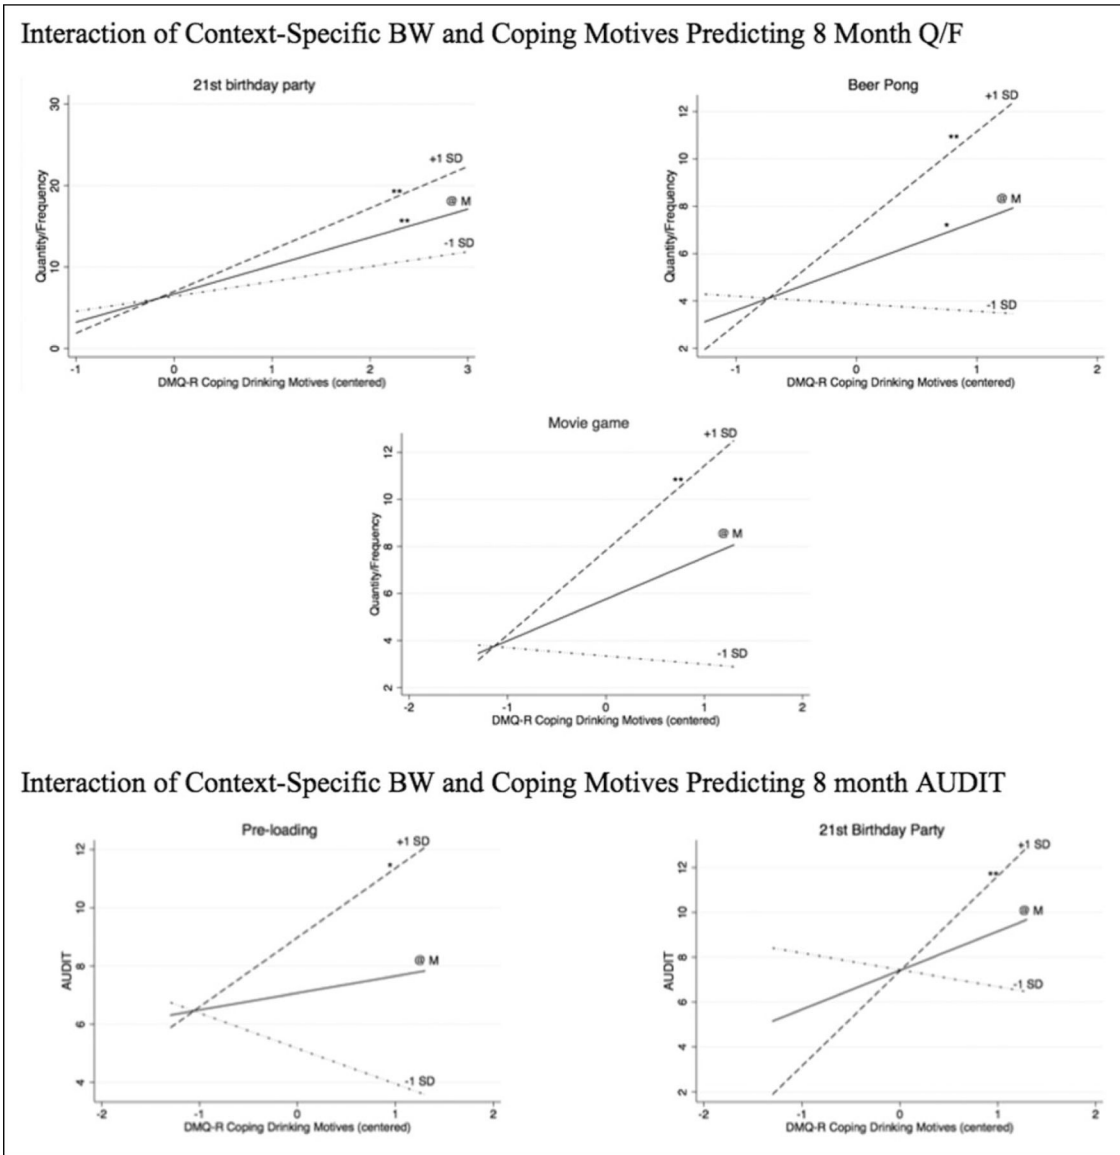 Interaction of Context-Specific BW and Coping Motives Predicting 8 Month Q/F
21st birthday party
Quantity/Frequency
30
20
10
0
+1 SD
**
@ M
**
-1 SD
-1 0 1 2 3
DMQ-R Coping Drinking Motives (centered)
Beer Pong
Quantity/Frequency
12
10
8
6
4
2
+1 SD
**
@ M
*
-1 SD
-1 0 1 2
DMQ-R Coping Drinking Motives (centered)
Movie game
Quantity/Frequency
12
10
8
6
4
2
+1 SD
**
@ M
-1 SD
-2 -1 0 1 2
DMQ-R Coping Drinking Motives (centered)
Interaction of Context-Specific BW and Coping Motives Predicting 8 month AUDIT
Pre-loading
AUDIT
12
10
8
6
4
+1 SD
*
@ M
-1 SD
-2 -1 0 1 2
DMQ-R Coping Drinking Motives (centered)
21st Birthday Party
AUDIT
12
10
8
6
4
2
+1 SD
**
@ M
-1 SD
-2 -1 0 1 2
DMQ-R Coping Drinking Motives (centered)